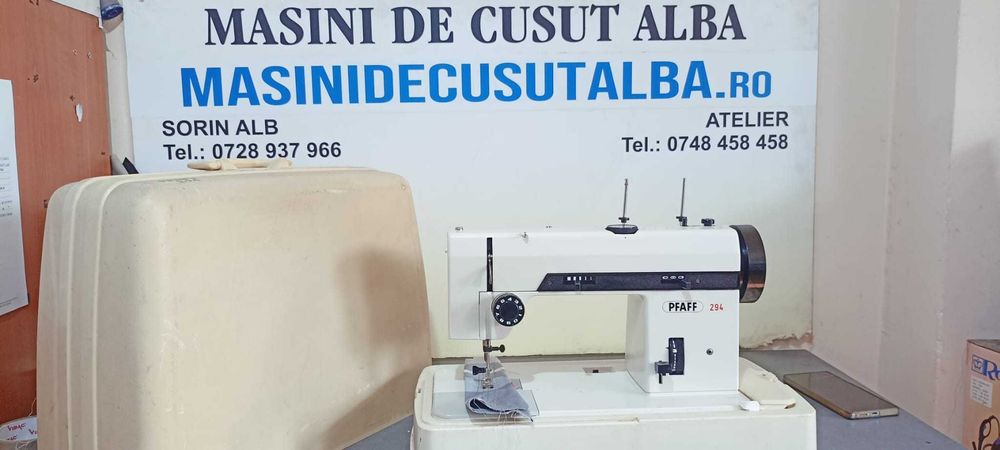 MASINI DE CUSUT ALBA
MASINIDECUSUTALBA.RO
SORIN ALB
Tel.: 0728 937 966
ATELIER
Tel.: 0748 458 458
PFAFF 294